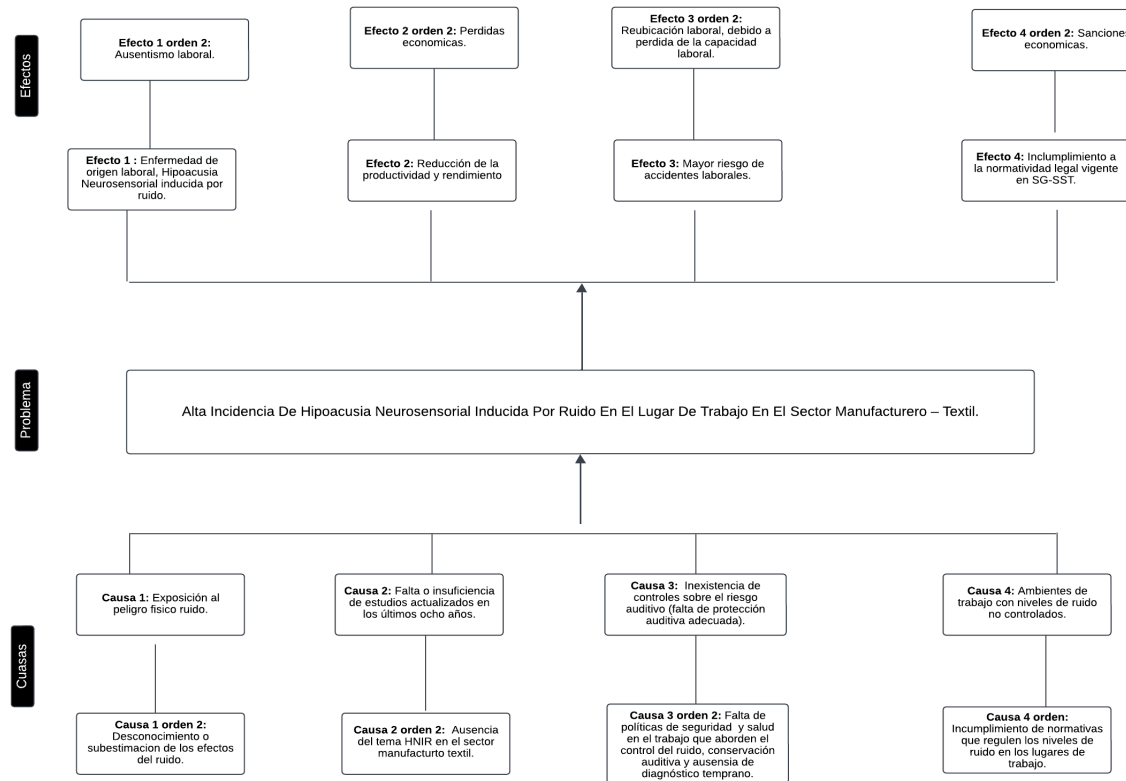 Efectos
Efecto 1 orden 2:
Ausentismo laboral.
Efecto 2 orden 2: Perdidas
economicas.
Efecto 3 orden 2:
Reubicación laboral, debido a
perdida de la capacidad
laboral.
Efecto 4 orden 2: Sanciones
economicas.
Efecto 1 : Enfermedad de
origen laboral, Hipoacusia
Neurosensorial inducida por
ruido.
Efecto 2: Reducción de la
productividad y rendimiento
Efecto 3: Mayor riesgo de
accidentes laborales.
Efecto 4: Inclumplimiento a
la normatividad legal vigente
en SG-SST.
Problema
Alta Incidencia De Hipoacusia Neurosensorial Inducida Por Ruido En El Lugar De Trabajo En El Sector Manufacturero – Textil.
Cuasas
Causa 1: Exposición al
peligro fisico ruido.
Causa 2: Falta o insuficiencia
de estudios actualizados en
los últimos ocho años.
Causa 3: Inexistencia de
controles sobre el riesgo
auditivo (falta de protección
auditiva adecuada).
Causa 4: Ambientes de
trabajo con niveles de ruido
no controlados.
Causa 1 orden 2:
Desconocimiento o
subestimacion de los efectos
del ruido.
Causa 2 orden 2: Ausencia
del tema HNIR en el sector
manufacturto textil.
Causa 3 orden 2: Falta de
políticas de seguridad y salud
en el trabajo que aborden el
control del ruido, conservación
auditiva y ausensia de
diagnóstico temprano.
Causa 4 orden:
Incumplimiento de normativas
que regulen los niveles de
ruido en los lugares de
trabajo.